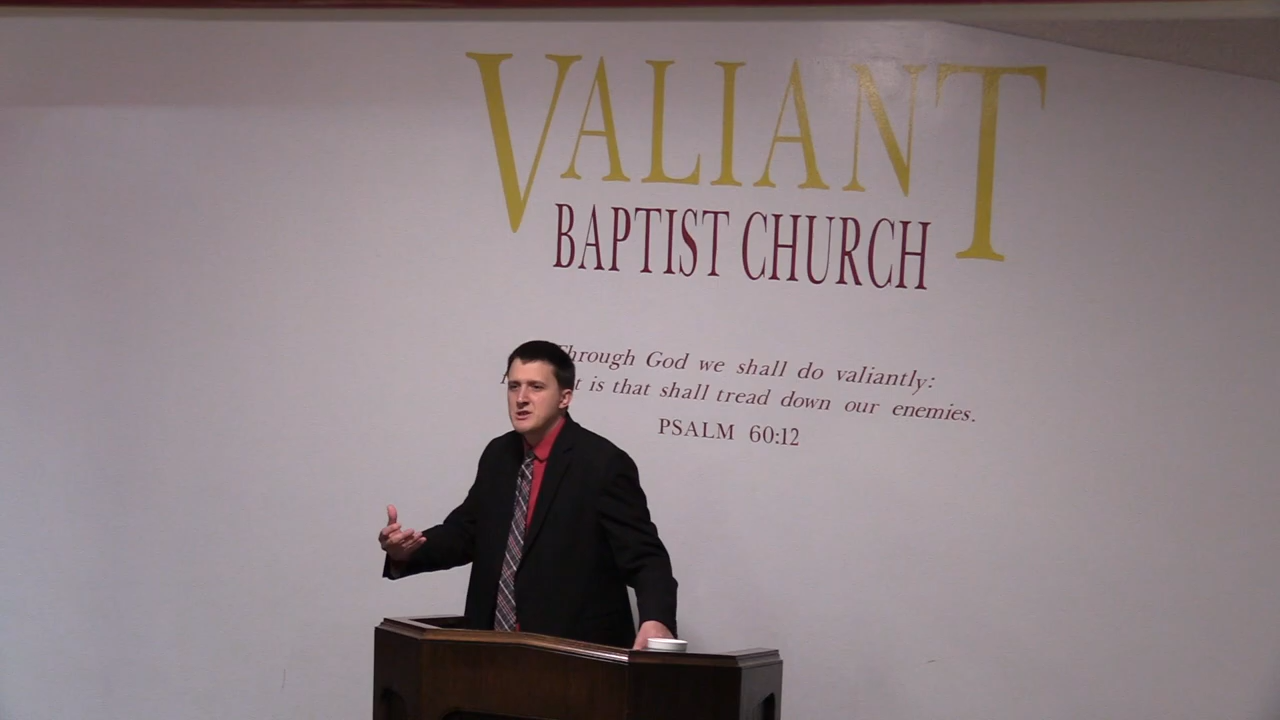 VALIANT
BAPTIST CHURCH
Through God we shall do valiantly:
is that shall tread down our enemies.
PSALM 60:12